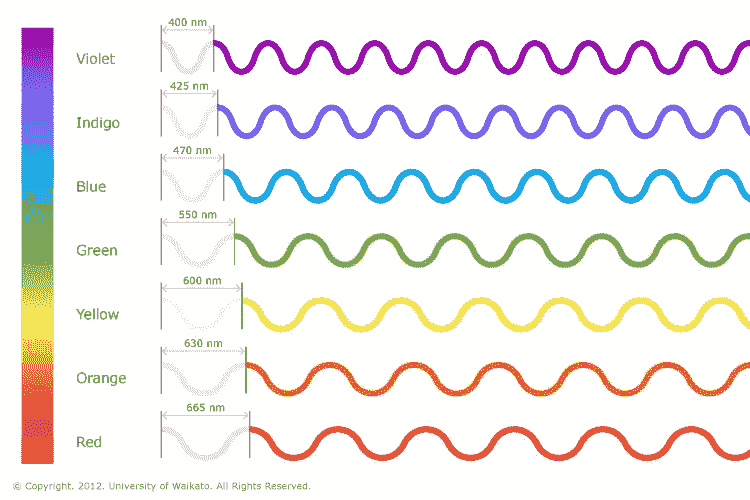 400 nm
Violet
425 nm
Indigo
470 nm
Blue
550 nm
Green
600 nm
Yellow
630 nm
Orange
665 nm
Red
© Copyright. 2012. University of Waikato. All Rights Reserved.